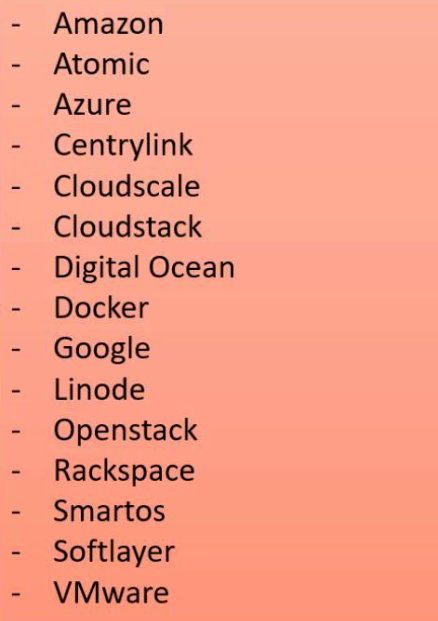 - Amazon
- Atomic
- Azure
- Centrylink
- Cloudscale
- Cloudstack
- Digital Ocean
- Docker
- Google
- Linode
- Openstack
- Rackspace
- Smartos
- Softlayer
- VMware